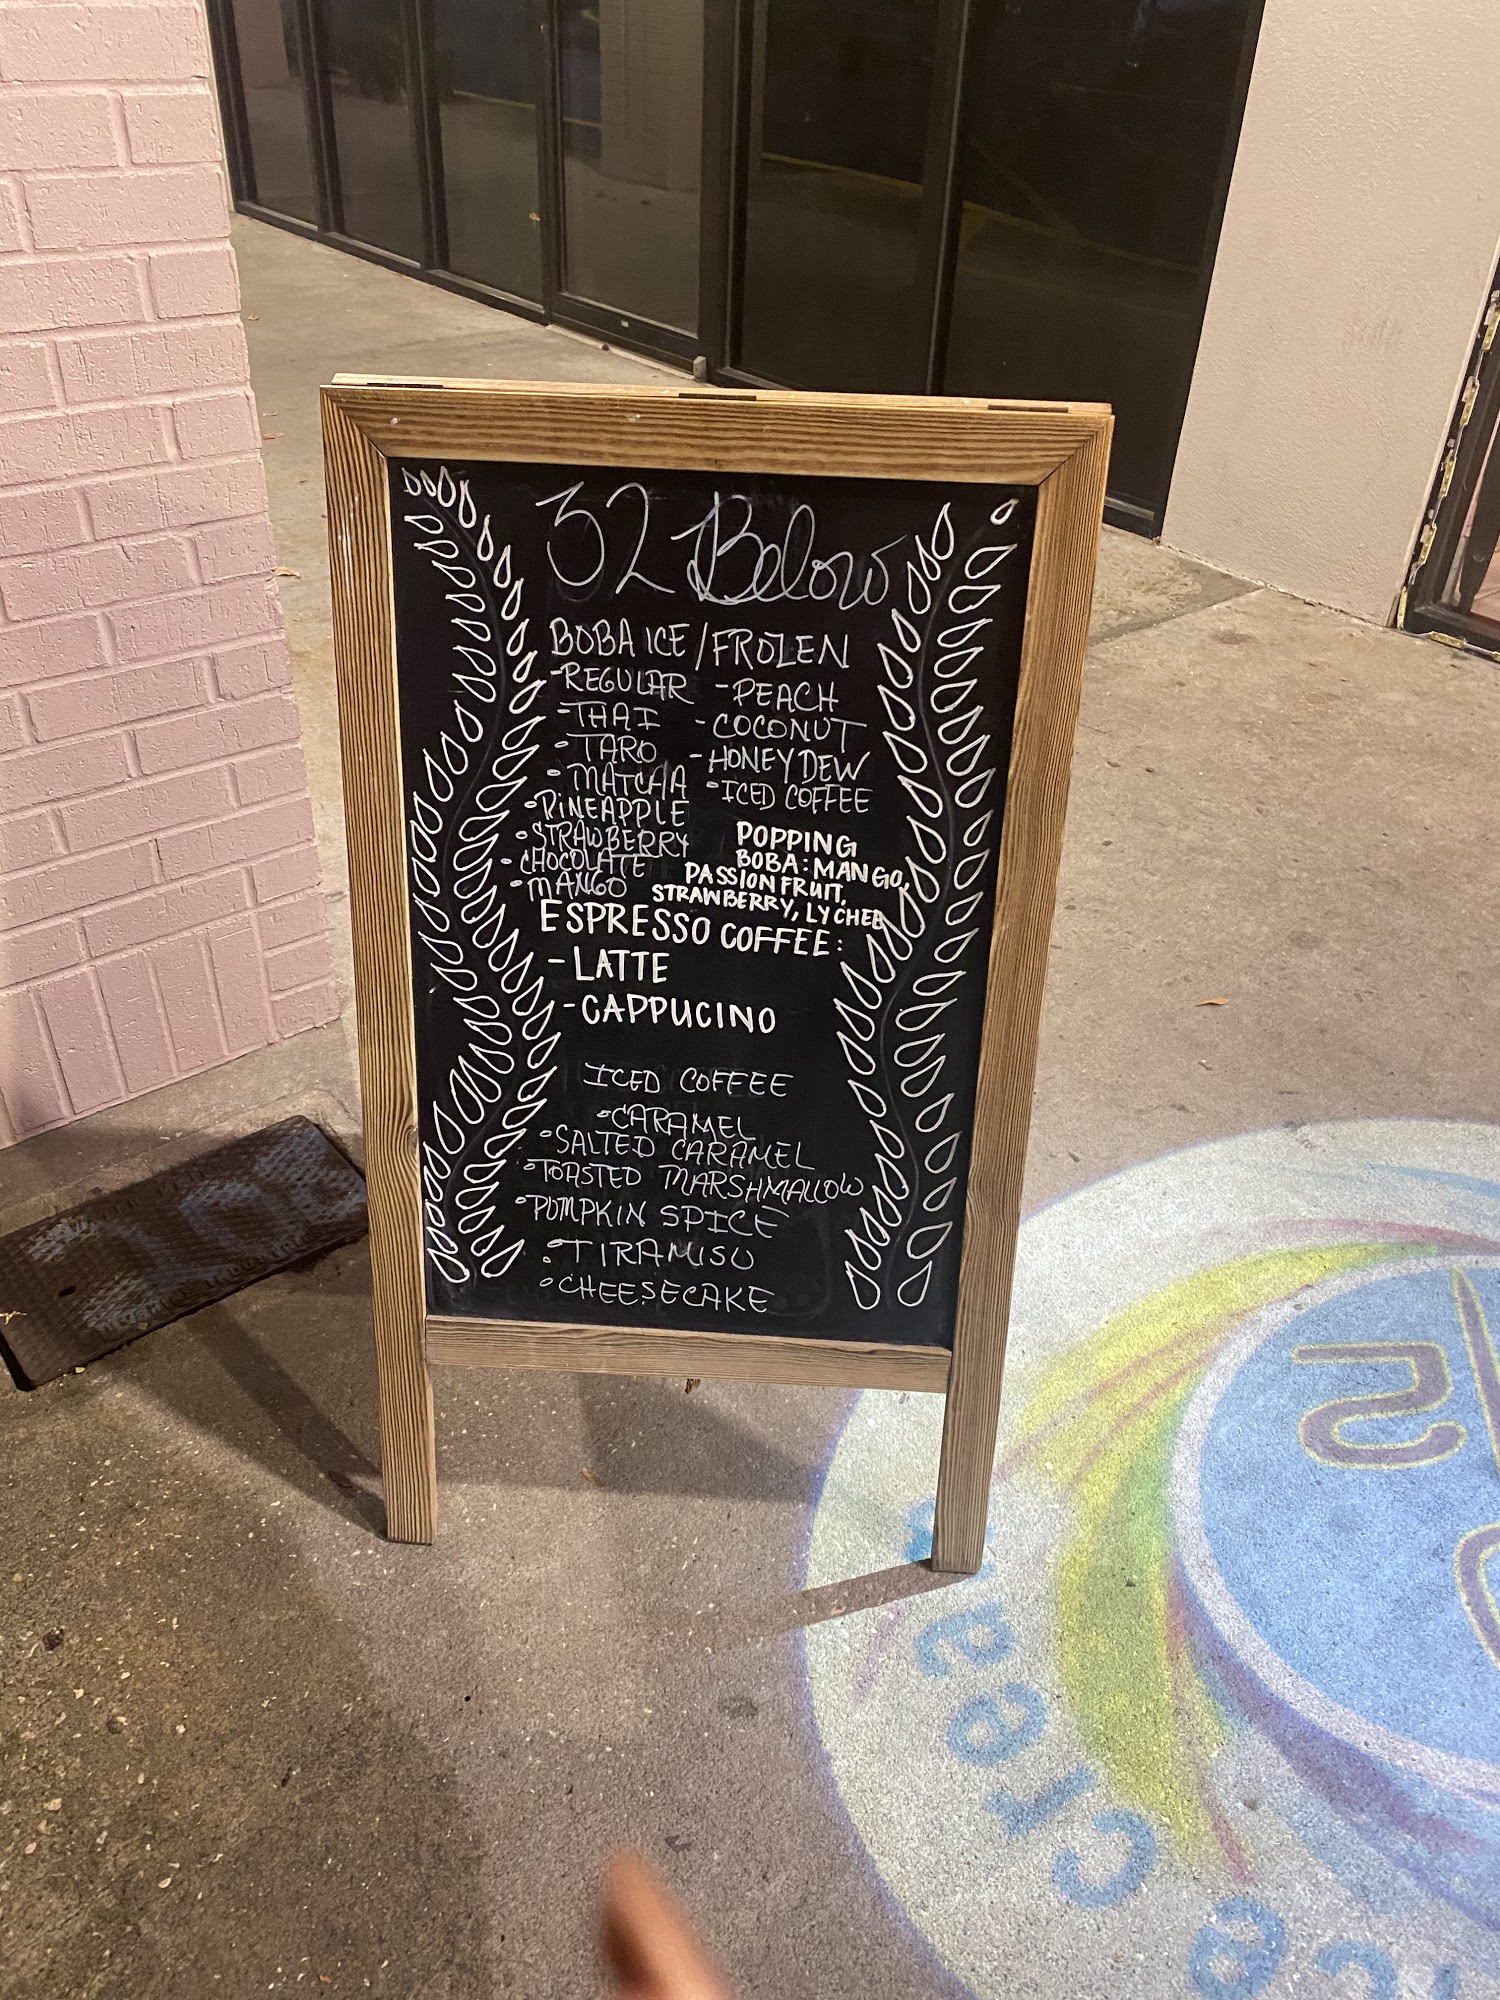 32 Below
BOBA ICE / FROZEN
-REGULAR
-THAI
•TARO
•MATCHA
•PINEAPPLE
•STRAWBERRY
•CHOCOLATE
•MANGO
-PEACH
-COCONUT
-HONEYDEW
•ICED COFFEE
POPPING
BOBA: MANGO,
PASSION FRUIT,
STRAWBERRY, LYCHEE
ESPRESSO COFFEE:
- LATTE
- CAPPUCINO
ICED COFFEE
•CARAMEL
•SALTED CARAMEL
•TOASTED MARSHMALLOW
•PUMPKIN SPICE
•TIRAMISU
•CHEESECAKE
Ice Cream